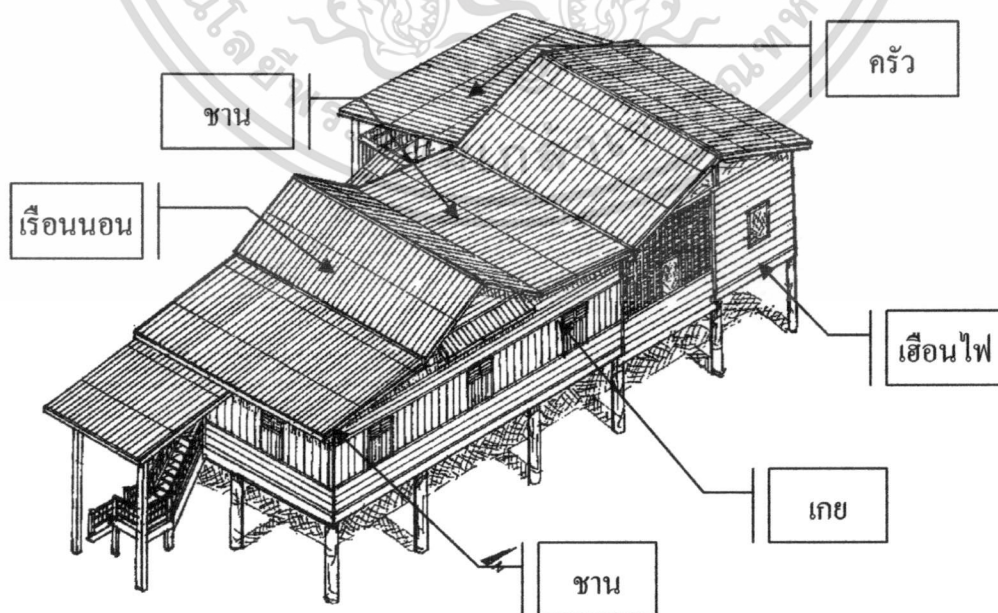 ครัว
ชาน
เรือนนอน
เฮือนไฟ
เกย
ชาน